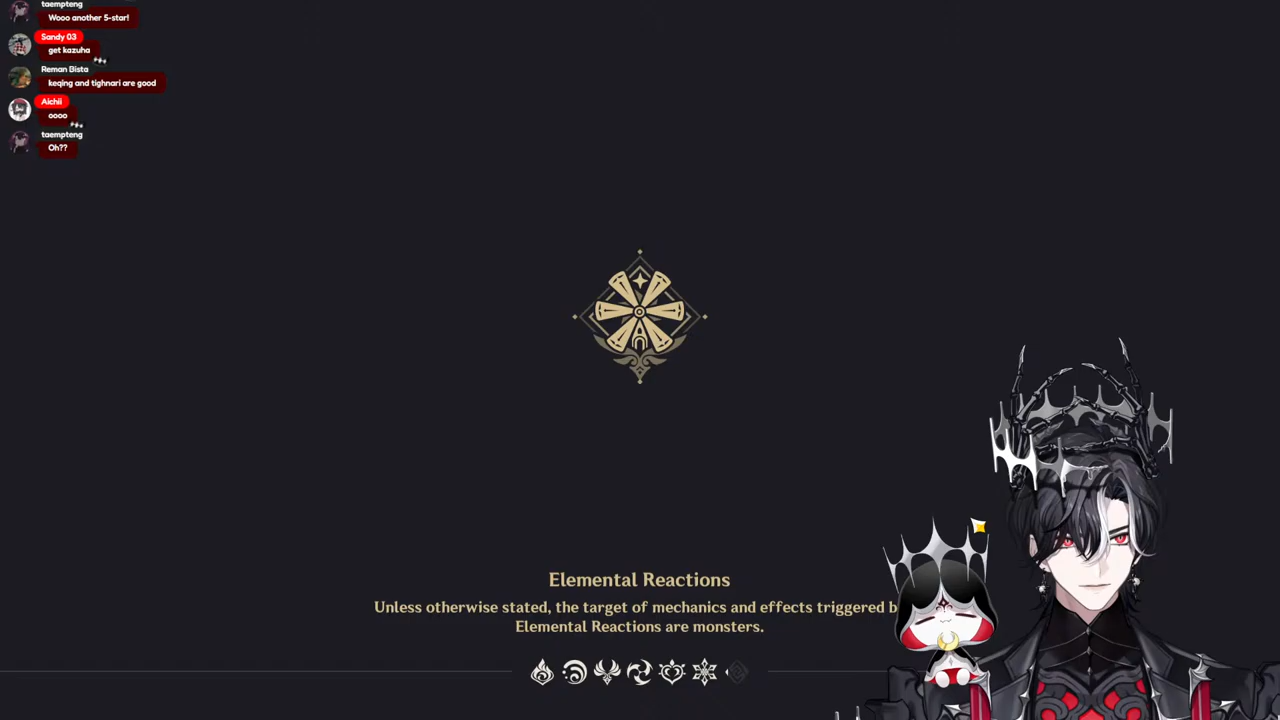 taempteng
Wooo another 5-star!
Sandy 03
get kazuha
Reman Bista
keqing and tighnari are good
Aichii
oooo
taempteng
Oh??
Elemental Reactions
Unless otherwise stated, the target of mechanics and effects triggered b
Elemental Reactions are monsters.